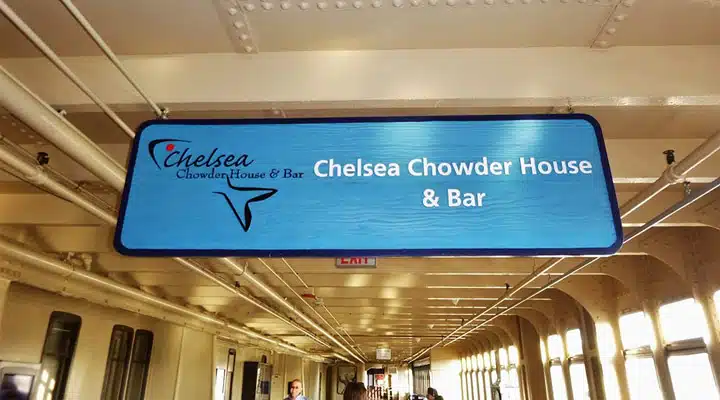 Chelsea
Chowder House & Bar
Chelsea Chowder House
& Bar
EXIT